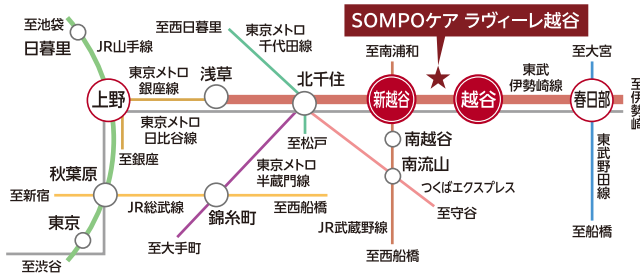 SOMPOケア ラヴィーレ越谷
至池袋
日暮里
JR山手線
至西日暮里
東京メトロ
千代田線
至南浦和
至大宮
東京メトロ
銀座線
浅草
北千住
東武
伊勢崎線
至伊勢崎
上野
新越谷
越谷
春日部
東京メトロ
日比谷線
至銀座
至松戸
南越谷
東武野田線
秋葉原
東京メトロ
半蔵門線
南流山
つくばエクスプレス
至新宿
JR総武線
至西船橋
至守谷
東京
錦糸町
JR武蔵野線
至船橋
至大手町
至西船橋
至渋谷